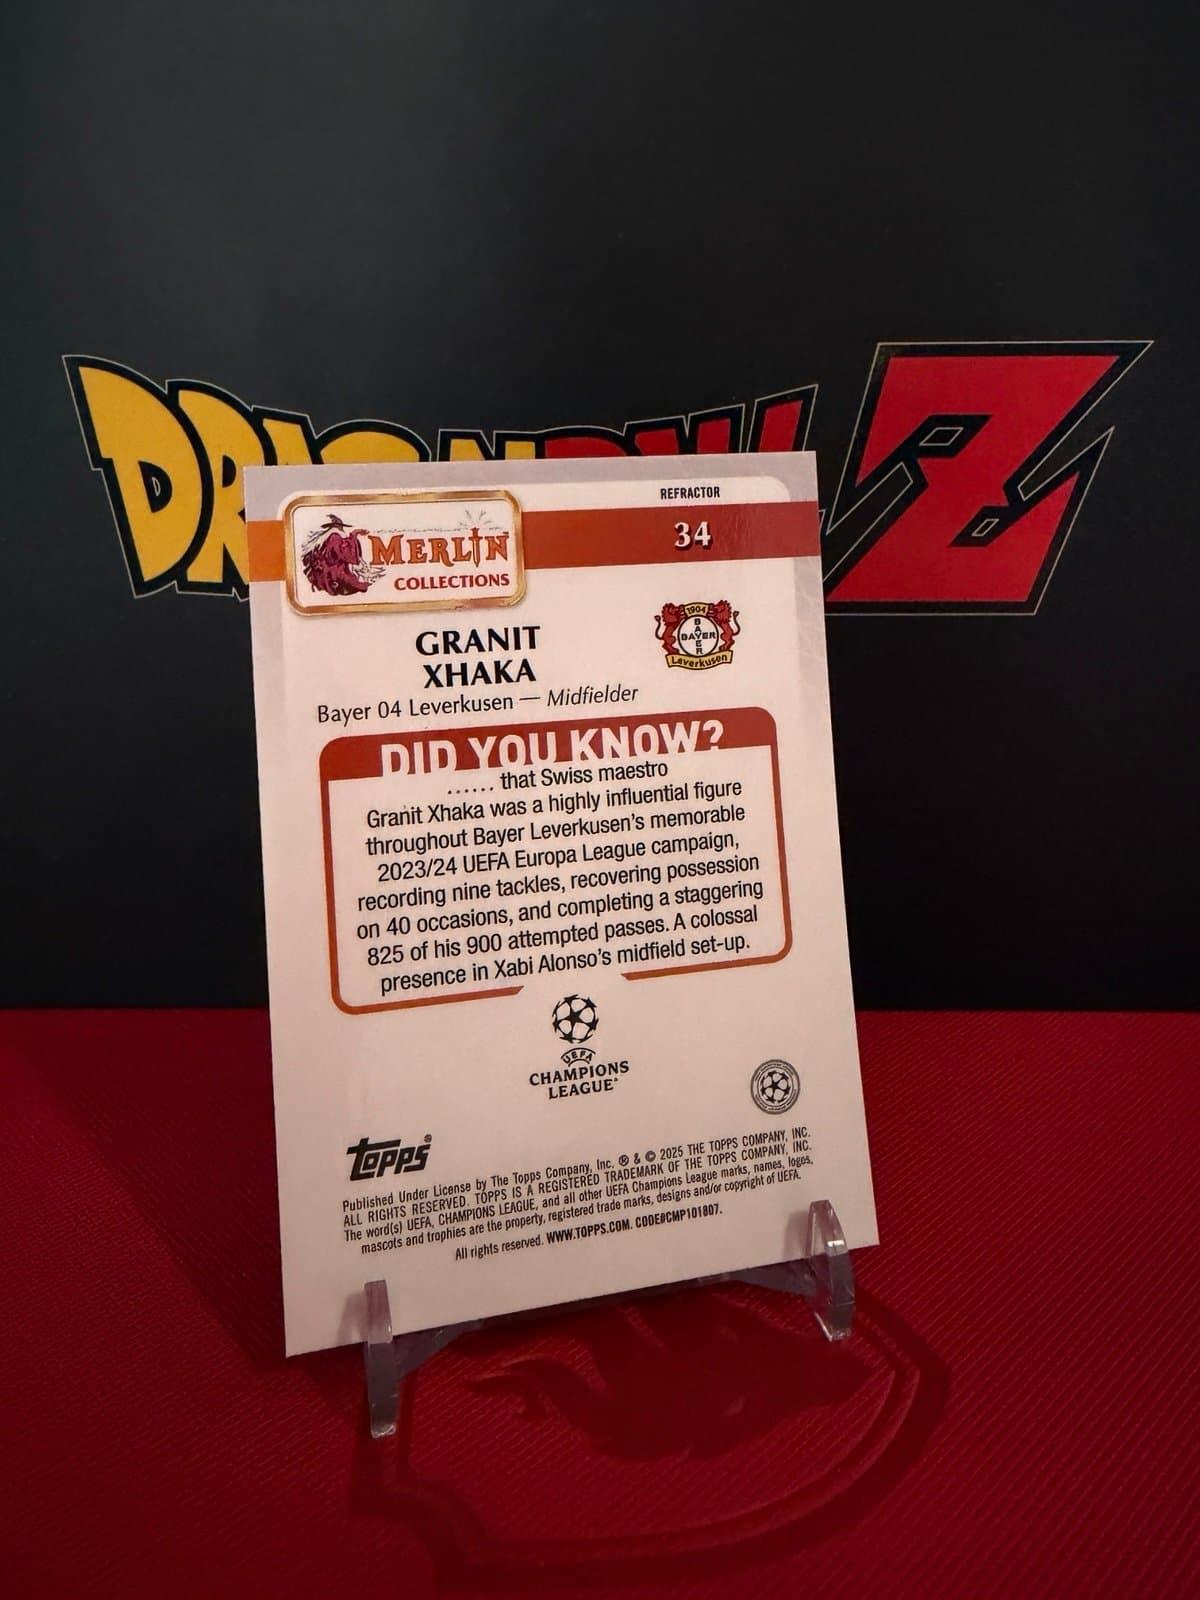 DRAGONBALL Z
REFRACTOR
34
MERLIN
COLLECTIONS
GRANIT
XHAKA
1904
BAYER
BAYER
Leverkusen
Bayer 04 Leverkusen — Midfielder
DID YOU KNOW?
...... that Swiss maestro
Granit Xhaka was a highly influential figure
throughout Bayer Leverkusen's memorable
2023/24 UEFA Europa League campaign,
recording nine tackles, recovering possession
on 40 occasions, and completing a staggering
825 of his 900 attempted passes. A colossal
presence in Xabi Alonso's midfield set-up.
UEFA
CHAMPIONS
LEAGUE®
Topps®
Published Under License by The Topps Company, Inc. ® & © 2025 THE TOPPS COMPANY, INC.
ALL RIGHTS RESERVED. TOPPS IS A REGISTERED TRADEMARK OF THE TOPPS COMPANY, INC.
The word(s) UEFA, CHAMPIONS LEAGUE, and all other UEFA Champions League marks, names, logos,
mascots and trophies are the property, registered trade marks, designs and/or copyright of UEFA.
All rights reserved. WWW.TOPPS.COM. CODE#CMP101807.